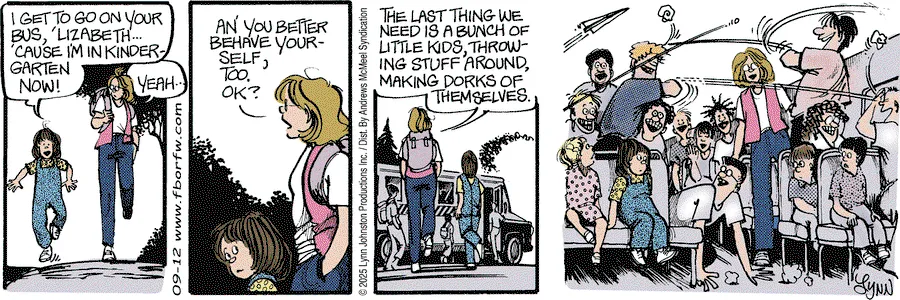 I GET TO GO ON YOUR
BUS, 'LIZABETH...
'CAUSE I'M IN KINDER-
GARTEN
NOW!
YEAH..
09-12 www.fborfw.com
AN' YOU BETTER
BEHAVE YOUR-
SELF,
TOO.
OK?
© 2025 Lynn Johnston Productions Inc. / Dist. By Andrews McMeel Syndication
THE LAST THING WE
NEED IS A BUNCH OF
LITTLE KIDS, THROW-
ING STUFF AROUND,
MAKING DORKS OF
THEMSELVES.
LYNN